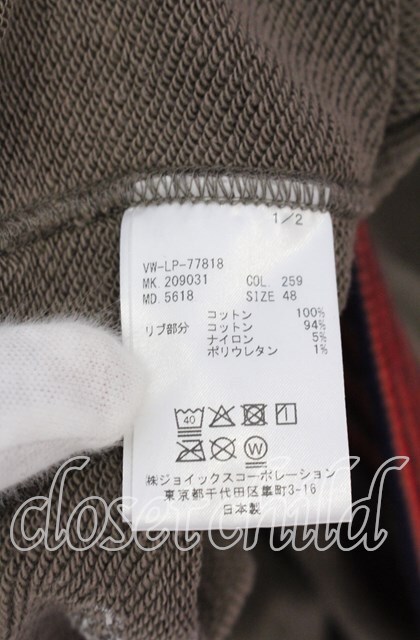 1/2
VW-LP-77818
MK. 209031 COL. 259
MD. 5618 SIZE 48
コットン 100%
リブ部分 コットン 94%
ナイロン 5%
ポリウレタン 1%
40
W
㈱ジョイックスコーポレーション
東京都千代田区隼町3-16
日本製
closet child